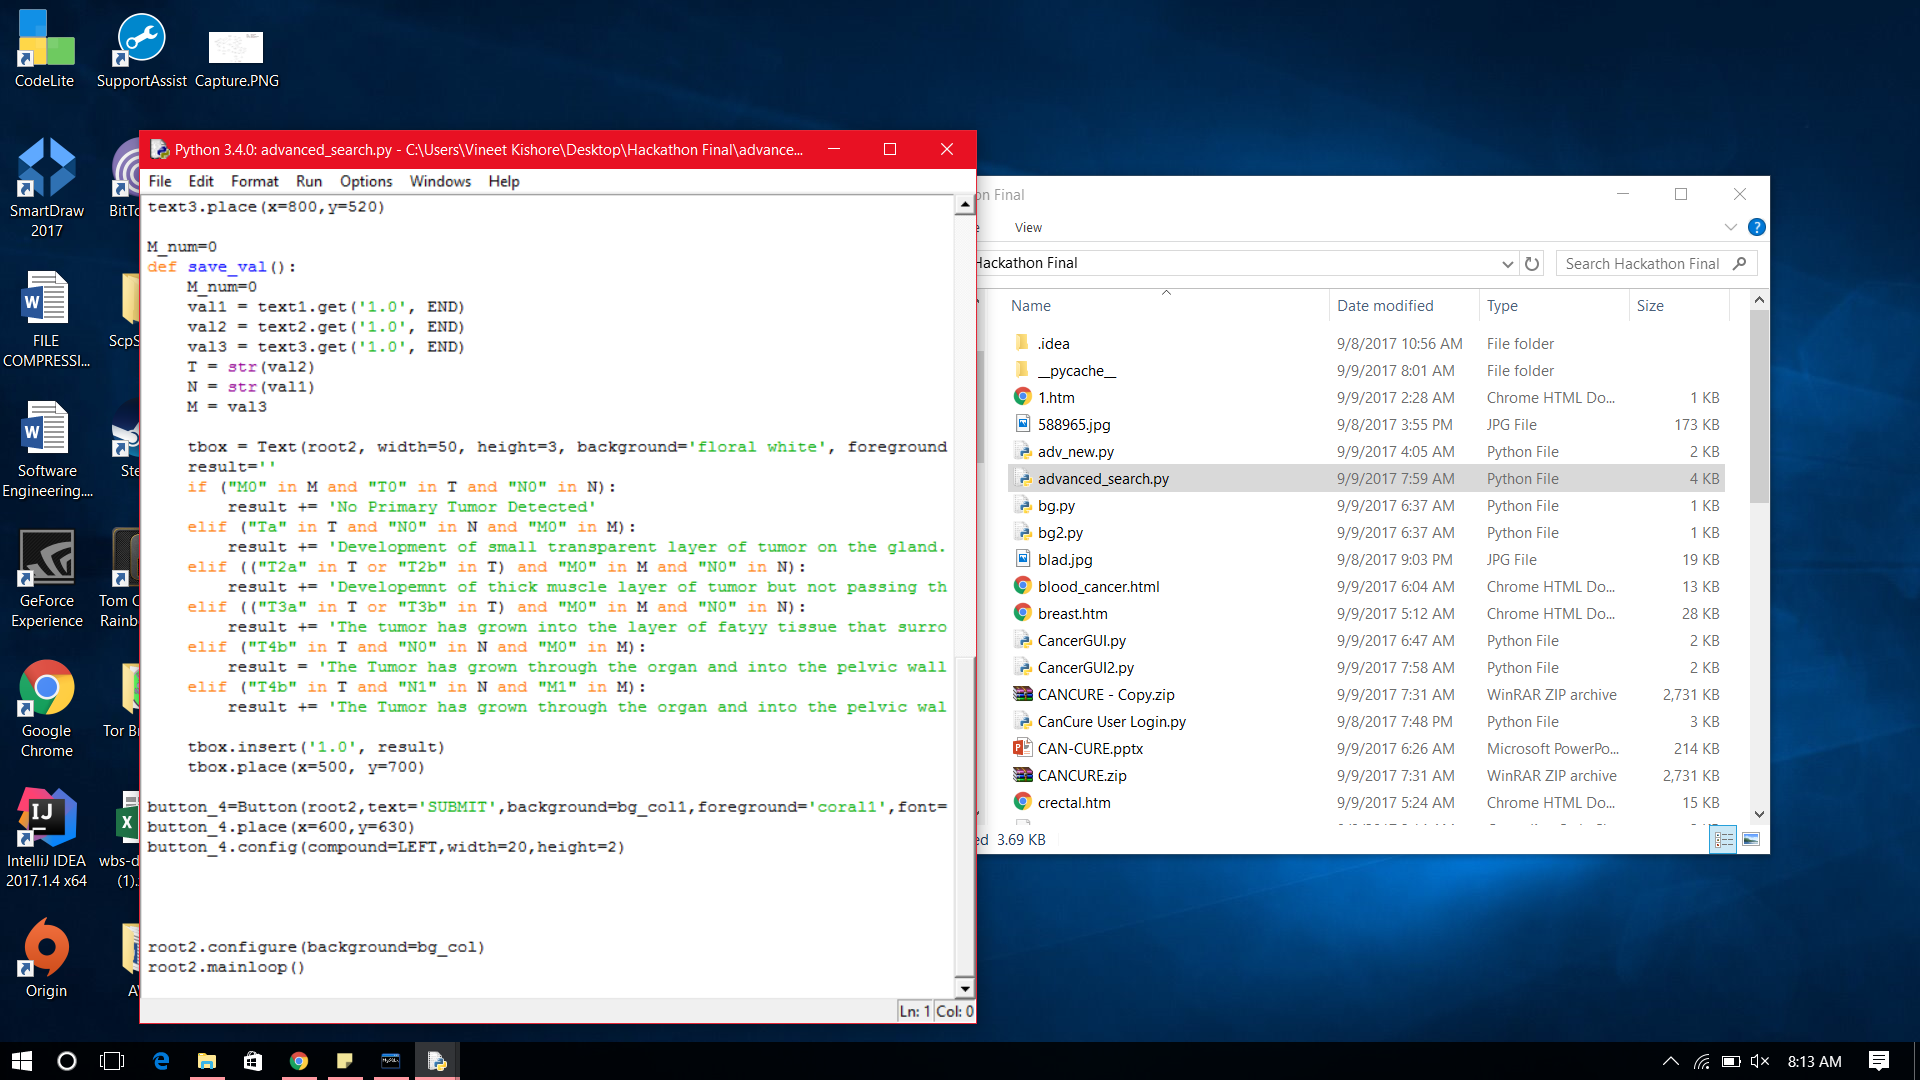 CodeLite
SupportAssist
Capture.PNG
SmartDraw
2017
FILE
COMPRESSI...
Software
Engineering....
GeForce
Experience
Google
Chrome
Tor
IntelliJ IDEA
2017.1.4 x64
wbs-d
(1).
Origin
Python 3.4.0: advanced_search.py - C:\Users\Vineet Kishore\Desktop\Hackathon Final\advance...
File Edit Format Run Options Windows Help
text3.place(x=800,y=520)
M_num=0
def save_val():
    M_num=0
    val1 = text1.get('1.0', END)
    val2 = text2.get('1.0', END)
    val3 = text3.get('1.0', END)
    T = str(val2)
    N = str(val1)
    M = val3
    tbox = Text(root2, width=50, height=3, background='floral white', foreground
    result=''
    if ("M0" in M and "T0" in T and "N0" in N):
        result += 'No Primary Tumor Detected'
    elif ("Ta" in T and "N0" in N and "M0" in M):
        result += 'Development of small transparent layer of tumor on the gland.
    elif (("T2a" in T or "T2b" in T) and "M0" in M and "N0" in N):
        result += 'Developemnt of thick muscle layer of tumor but not passing th
    elif (("T3a" in T or "T3b" in T) and "M0" in M and "N0" in N):
        result += 'The tumor has grown into the layer of fatyy tissue that surro
    elif ("T4b" in T and "N0" in N and "M0" in M):
        result = 'The Tumor has grown through the organ and into the pelvic wall
    elif ("T4b" in T and "N1" in N and "M1" in M):
        result += 'The Tumor has grown through the organ and into the pelvic wal
    tbox.insert('1.0', result)
    tbox.place(x=500, y=700)
button_4=Button(root2,text='SUBMIT',background=bg_col1,foreground='coral1',font=
button_4.place(x=600,y=630)
button_4.config(compound=LEFT,width=20,height=2)
root2.configure(background=bg_col)
root2.mainloop()
Ln: 1 Col: 0
on Final
View
Hackathon Final
Search Hackathon Final
Name Date modified Type Size
.idea 9/8/2017 10:56 AM File folder
__pycache__ 9/9/2017 8:01 AM File folder
1.htm 9/9/2017 2:28 AM Chrome HTML Do... 1 KB
588965.jpg 9/8/2017 3:55 PM JPG File 173 KB
adv_new.py 9/9/2017 4:05 AM Python File 2 KB
advanced_search.py 9/9/2017 7:59 AM Python File 4 KB
bg.py 9/9/2017 6:37 AM Python File 1 KB
bg2.py 9/9/2017 6:37 AM Python File 1 KB
blad.jpg 9/8/2017 9:03 PM JPG File 19 KB
blood_cancer.html 9/9/2017 6:04 AM Chrome HTML Do... 13 KB
breast.htm 9/9/2017 5:12 AM Chrome HTML Do... 28 KB
CancerGUI.py 9/9/2017 6:47 AM Python File 2 KB
CancerGUI2.py 9/9/2017 7:58 AM Python File 2 KB
CANCURE - Copy.zip 9/9/2017 7:31 AM WinRAR ZIP archive 2,731 KB
CanCure User Login.py 9/8/2017 7:48 PM Python File 3 KB
CAN-CURE.pptx 9/9/2017 6:26 AM Microsoft PowerPo... 214 KB
CANCURE.zip 9/9/2017 7:31 AM WinRAR ZIP archive 2,731 KB
crectal.htm 9/9/2017 5:24 AM Chrome HTML Do... 15 KB
ed 3.69 KB
8:13 AM